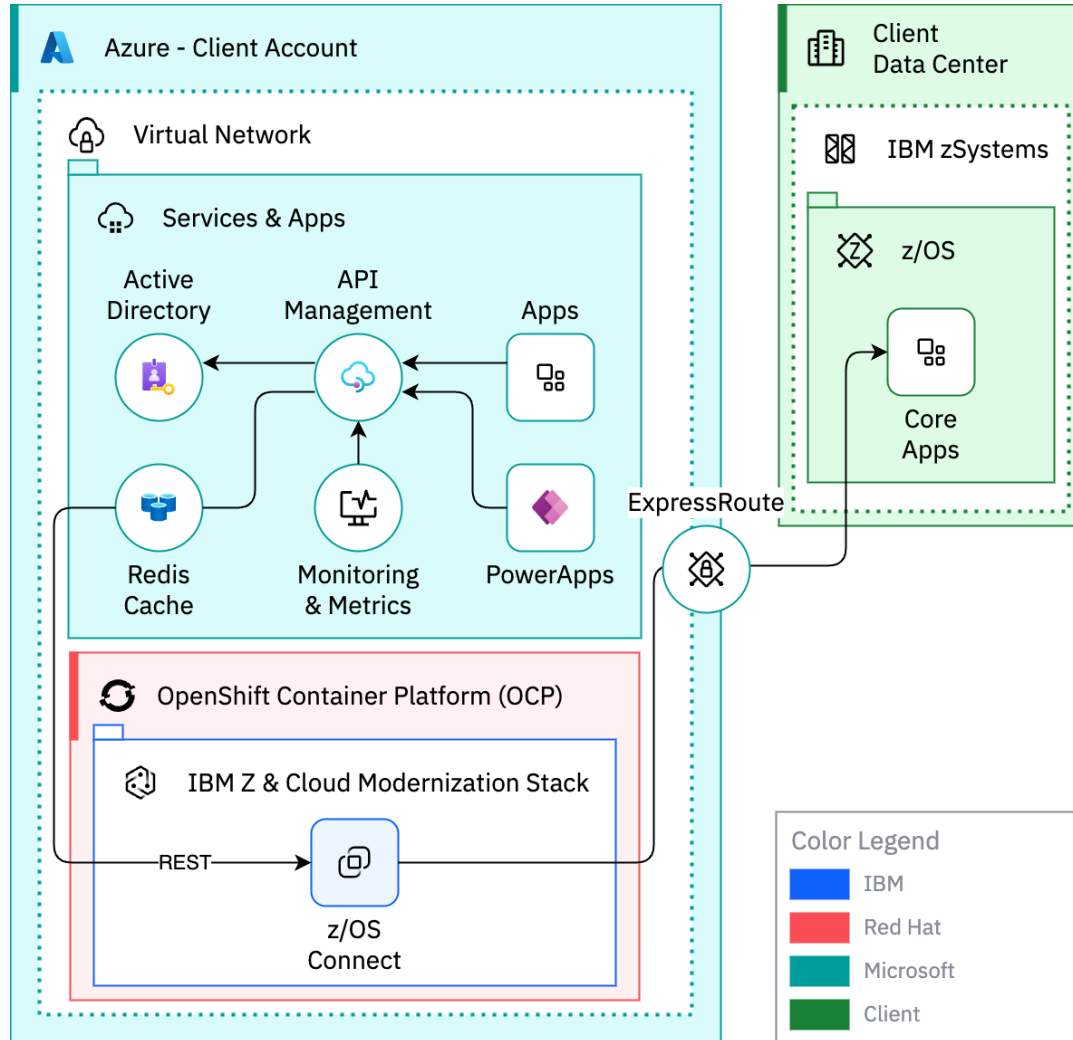 Azure - Client Account
Virtual Network
Services & Apps
Active
Directory
API
Management
Apps
Redis
Cache
Monitoring
& Metrics
PowerApps
OpenShift Container Platform (OCP)
IBM Z & Cloud Modernization Stack
REST
z/OS
Connect
ExpressRoute
Client
Data Center
IBM zSystems
z/OS
Z
Core
Apps
Color Legend
IBM
Red Hat
Microsoft
Client